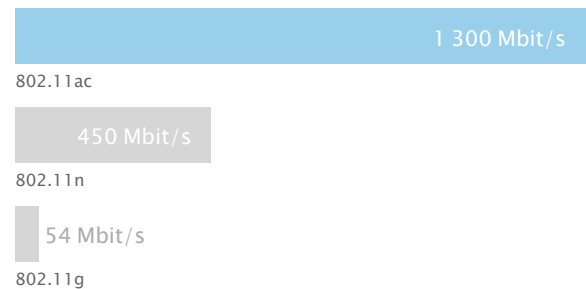 1 300 Mbit/s
802.11ac
450 Mbit/s
802.11n
54 Mbit/s
802.11g